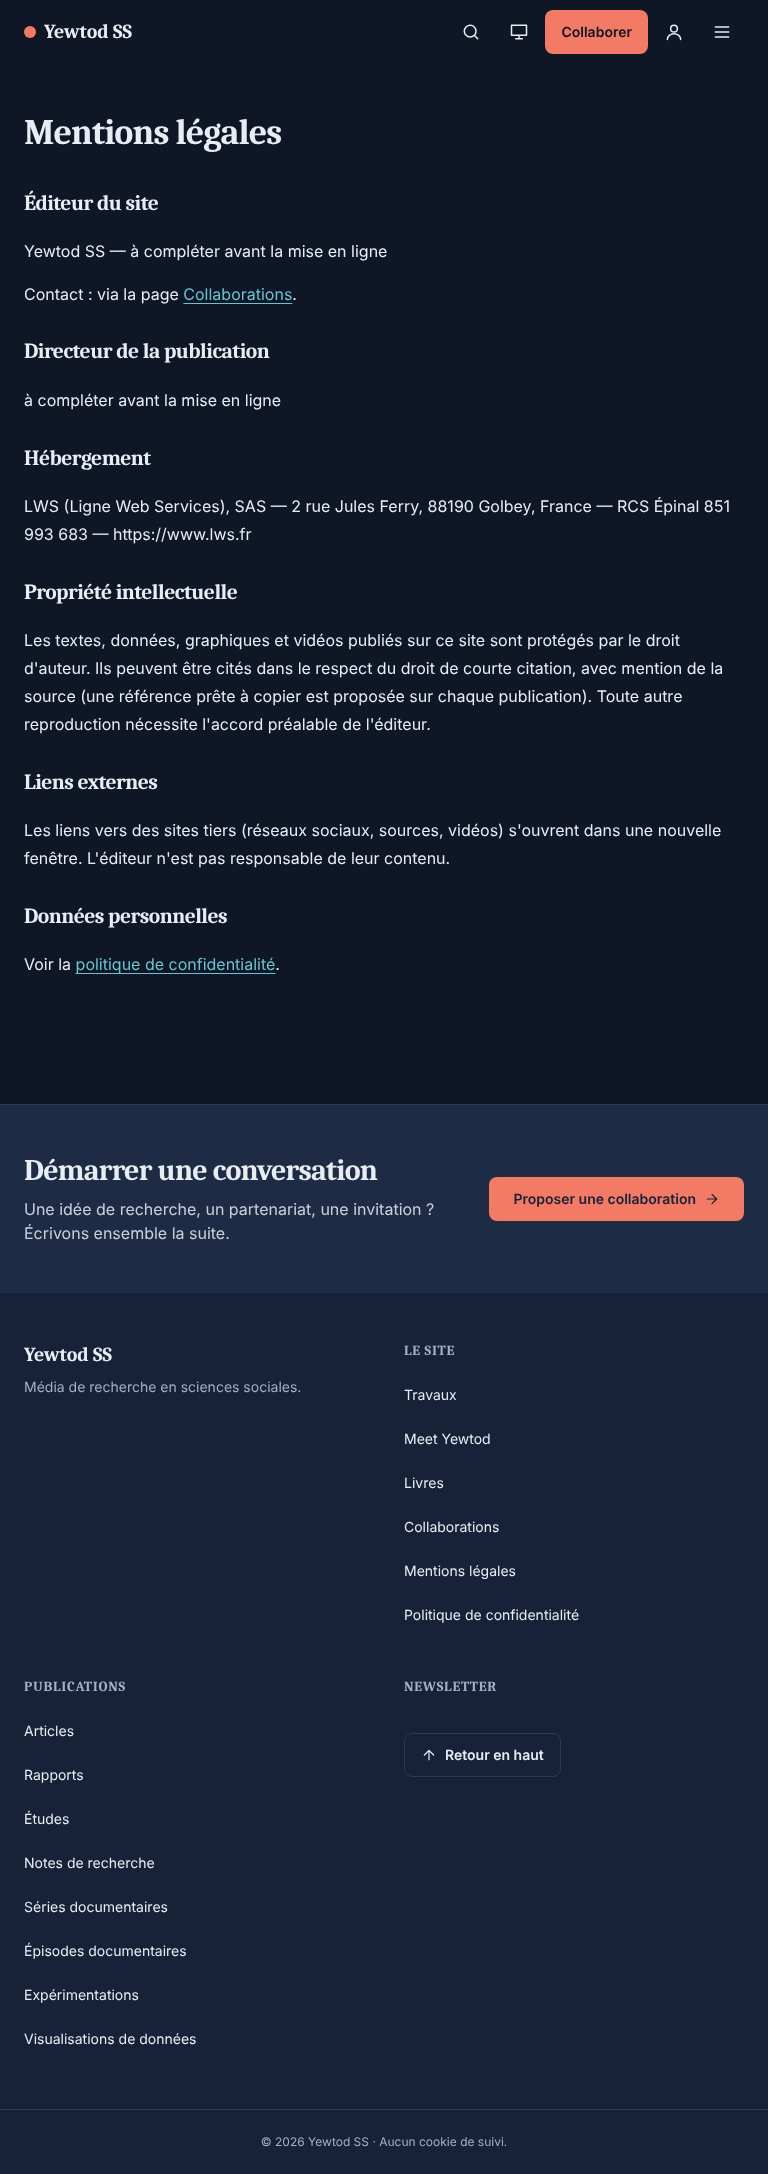 Yewtod SS
Collaborer
Mentions légales
Éditeur du site
Yewtod SS — à compléter avant la mise en ligne
Contact : via la page Collaborations.
Directeur de la publication
à compléter avant la mise en ligne
Hébergement
LWS (Ligne Web Services), SAS — 2 rue Jules Ferry, 88190 Golbey, France — RCS Épinal 851
993 683 — https://www.lws.fr
Propriété intellectuelle
Les textes, données, graphiques et vidéos publiés sur ce site sont protégés par le droit
d'auteur. Ils peuvent être cités dans le respect du droit de courte citation, avec mention de la
source (une référence prête à copier est proposée sur chaque publication). Toute autre
reproduction nécessite l'accord préalable de l'éditeur.
Liens externes
Les liens vers des sites tiers (réseaux sociaux, sources, vidéos) s'ouvrent dans une nouvelle
fenêtre. L'éditeur n'est pas responsable de leur contenu.
Données personnelles
Voir la politique de confidentialité.
Démarrer une conversation
Une idée de recherche, un partenariat, une invitation ?
Écrivons ensemble la suite.
Proposer une collaboration →
Yewtod SS
Média de recherche en sciences sociales.
LE SITE
Travaux
Meet Yewtod
Livres
Collaborations
Mentions légales
Politique de confidentialité
PUBLICATIONS
Articles
Rapports
Études
Notes de recherche
Séries documentaires
Épisodes documentaires
Expérimentations
Visualisations de données
NEWSLETTER
↑ Retour en haut
© 2026 Yewtod SS · Aucun cookie de suivi.